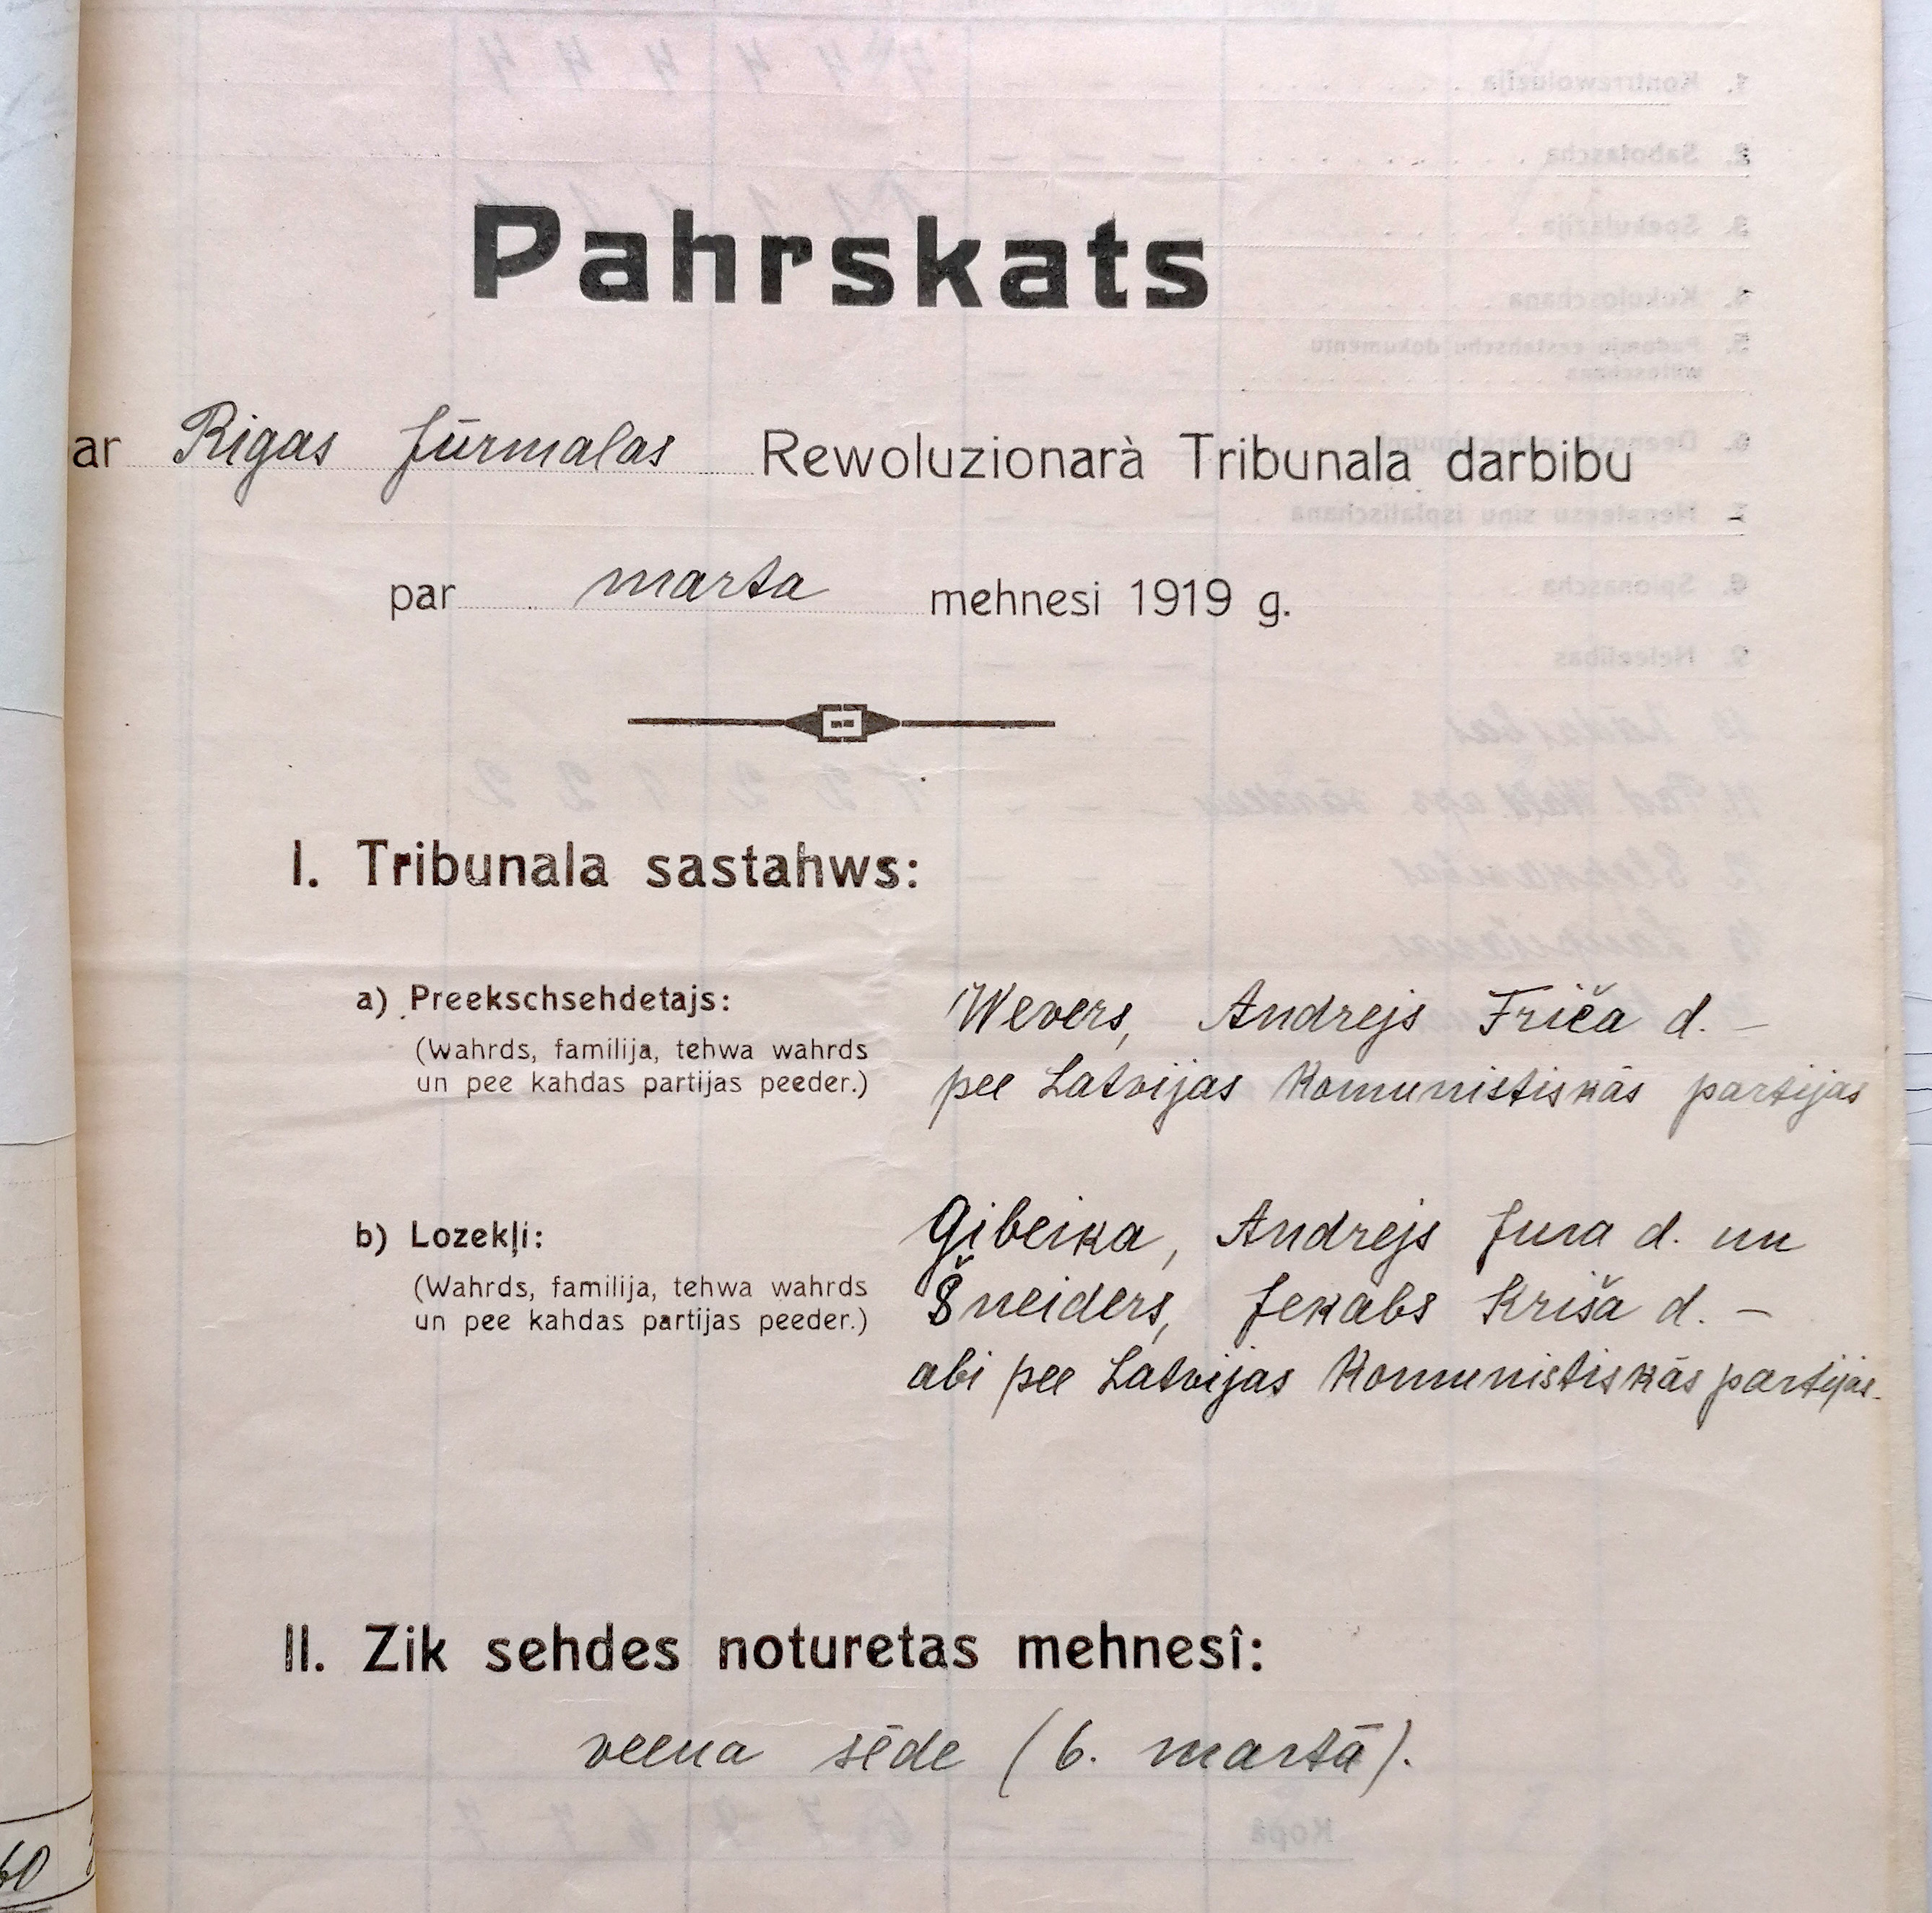 Pahrskats
ar Rigas Jūrmalas Rewoluzionarà Tribunala darbibu
par marta mehnesi 1919 g.
I. Tribunala sastahws:
a) Preekschsehdetajs:
(Wahrds, familija, tehwa wahrds
un pee kahdas partijas peeder.)
Wevers, Andrejs Friča d. –
pee Latvijas Komunistiskās partijas
b) Lozekļi:
(Wahrds, familija, tehwa wahrds
un pee kahdas partijas peeder.)
Gibeika, Andrejs Jura d. un
Šneiders, Jekabs Kriša d. –
abi pee Latvijas Komunistiskās partijas
II. Zik sehdes noturetas mehnesî:
veena sēde (6. martā).
60